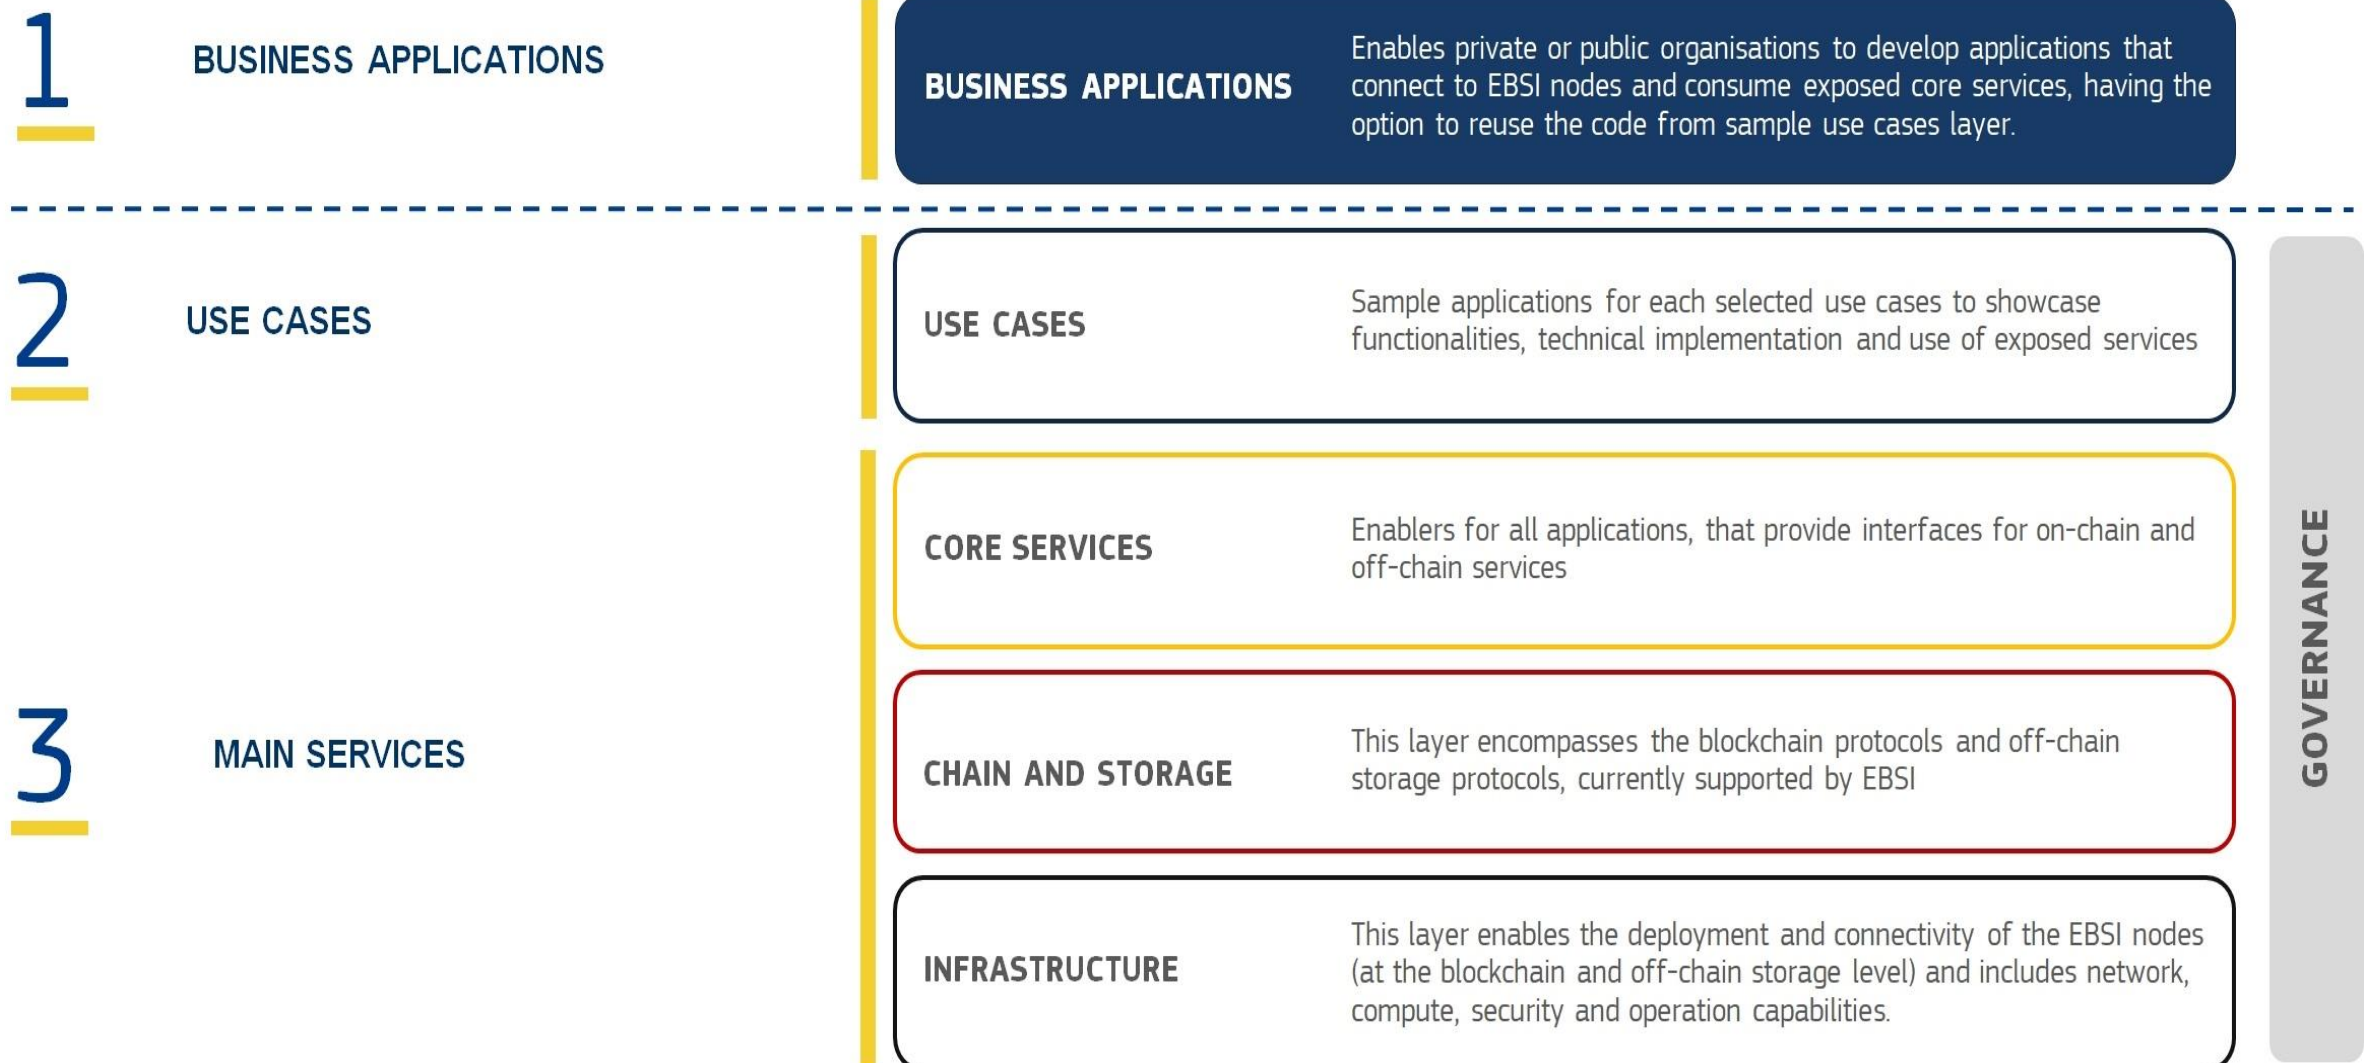 1
BUSINESS APPLICATIONS
BUSINESS APPLICATIONS
Enables private or public organisations to develop applications that
connect to EBSI nodes and consume exposed core services, having the
option to reuse the code from sample use cases layer.
2
USE CASES
USE CASES
Sample applications for each selected use cases to showcase
functionalities, technical implementation and use of exposed services
3
MAIN SERVICES
CORE SERVICES
Enablers for all applications, that provide interfaces for on-chain and
off-chain services
CHAIN AND STORAGE
This layer encompasses the blockchain protocols and off-chain
storage protocols, currently supported by EBSI
INFRASTRUCTURE
This layer enables the deployment and connectivity of the EBSI nodes
(at the blockchain and off-chain storage level) and includes network,
compute, security and operation capabilities.
GOVERNANCE